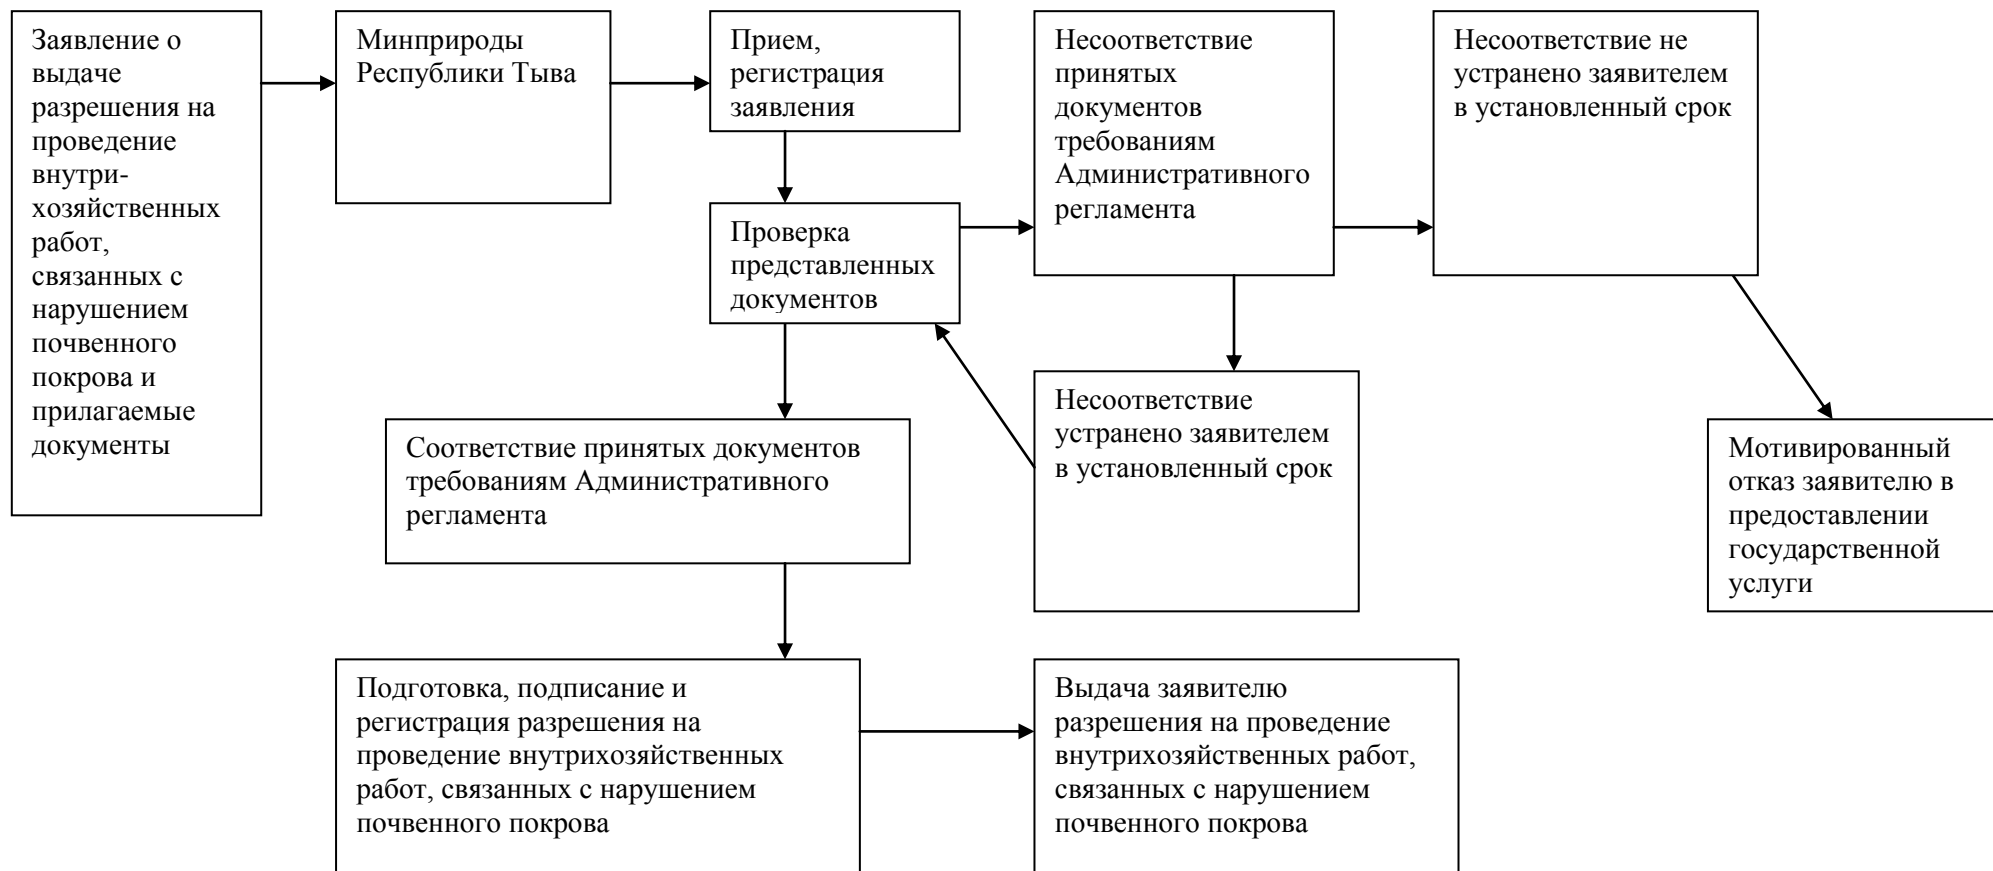 Заявление о
выдаче
разрешения на
проведение
внутри-
хозяйственных
работ,
связанных с
нарушением
почвенного
покрова и
прилагаемые
документы
Минприроды
Республики Тыва
Прием,
регистрация
заявления
Несоответствие
принятых
документов
требованиям
Административного
регламента
Несоответствие не
устранено заявителем
в установленный срок
Проверка
представленных
документов
Несоответствие
устранено заявителем
в установленный срок
Соответствие принятых документов
требованиям Административного
регламента
Мотивированный
отказ заявителю в
предоставлении
государственной
услуги
Подготовка, подписание и
регистрация разрешения на
проведение внутрихозяйственных
работ, связанных с нарушением
почвенного покрова
Выдача заявителю
разрешения на проведение
внутрихозяйственных работ,
связанных с нарушением
почвенного покрова